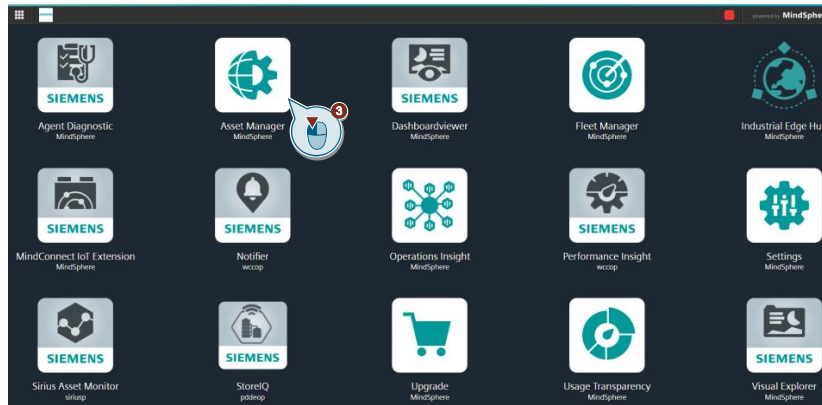 powered by MindSphe
SIEMENS
SIEMENS
3
Agent Diagnostic
MindSphere
Asset Manager
MindSphere
Dashboardviewer
MindSphere
Fleet Manager
MindSphere
Industrial Edge Hu
MindSphere
SIEMENS
SIEMENS
SIEMENS
MindConnect IoT Extension
MindSphere
Notifier
wccop
Operations Insight
MindSphere
Performance Insight
wccop
Settings
MindSphere
SIEMENS
SIEMENS
SIEMENS
Sirius Asset Monitor
siriusp
StoreIQ
pddeop
Upgrade
MindSphere
Usage Transparency
MindSphere
Visual Explorer
MindSphere